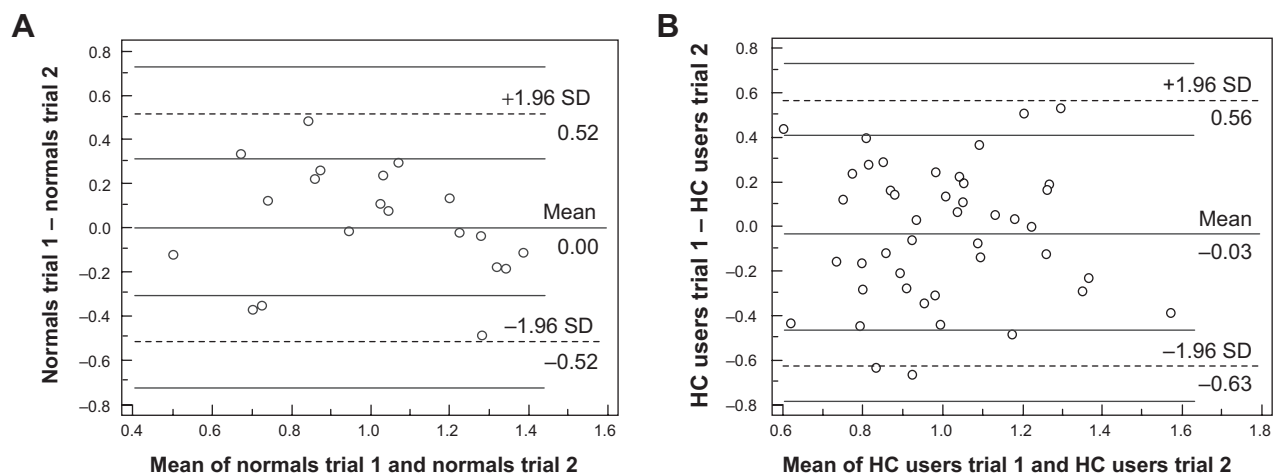 A
Normals trial 1 – normals trial 2
0.8
0.6
0.4
0.2
0.0
–0.2
–0.4
–0.6
–0.8
+1.96 SD
0.52
Mean
0.00
–1.96 SD
–0.52
0.4 0.6 0.8 1.0 1.2 1.4 1.6
Mean of normals trial 1 and normals trial 2
B
HC users trial 1 – HC users trial 2
0.8
0.6
0.4
0.2
0.0
–0.2
–0.4
–0.6
–0.8
+1.96 SD
0.56
Mean
–0.03
–1.96 SD
–0.63
0.6 0.8 1.0 1.2 1.4 1.6 1.8
Mean of HC users trial 1 and HC users trial 2